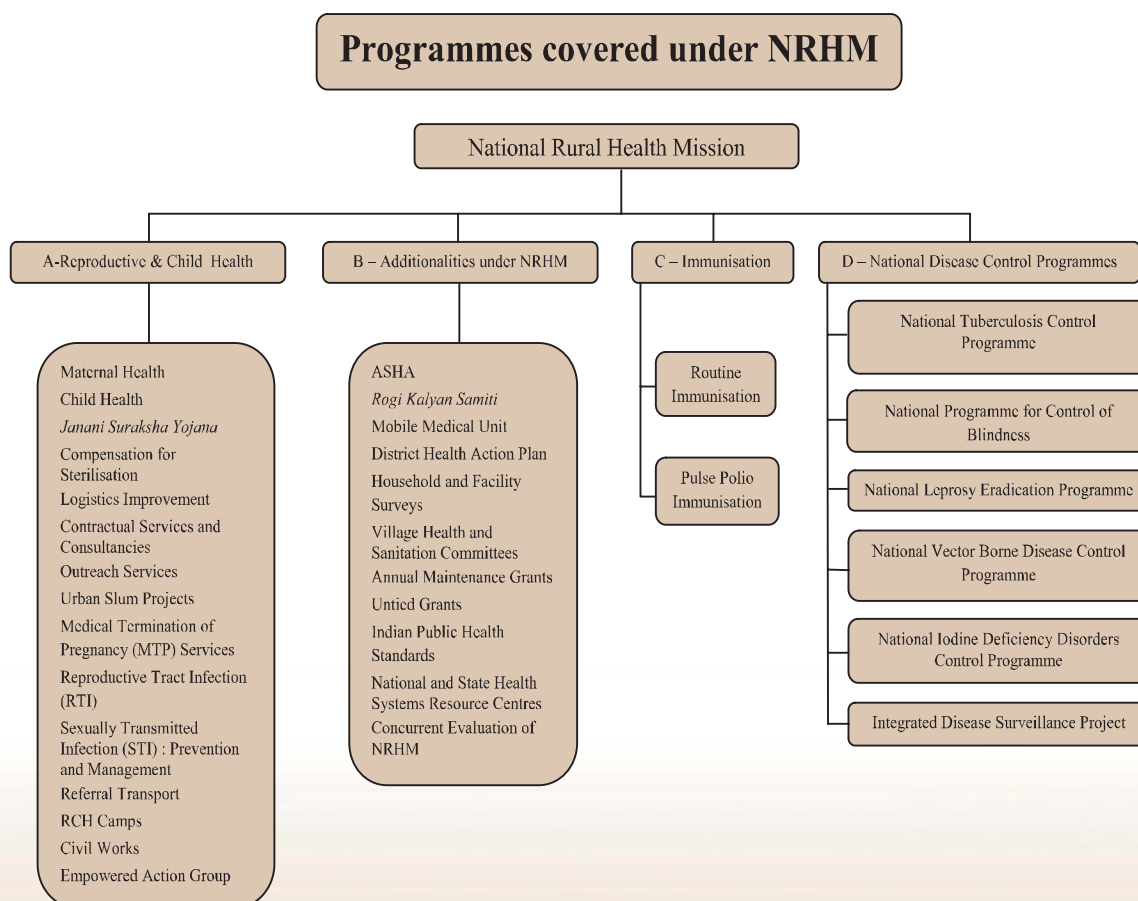 Programmes covered under NRHM
National Rural Health Mission
A-Reproductive & Child Health
B – Additionalities under NRHM
C – Immunisation
D – National Disease Control Programmes
Maternal Health
Child Health
Janani Suraksha Yojana
Compensation for
Sterilisation
Logistics Improvement
Contractual Services and
Consultancies
Outreach Services
Urban Slum Projects
Medical Termination of
Pregnancy (MTP) Services
Reproductive Tract Infection
(RTI)
Sexually Transmitted
Infection (STI) : Prevention
and Management
Referral Transport
RCH Camps
Civil Works
Empowered Action Group
ASHA
Rogi Kalyan Samiti
Mobile Medical Unit
District Health Action Plan
Household and Facility
Surveys
Village Health and
Sanitation Committees
Annual Maintenance Grants
Untied Grants
Indian Public Health
Standards
National and State Health
Systems Resource Centres
Concurrent Evaluation of
NRHM
Routine
Immunisation
Pulse Polio
Immunisation
National Tuberculosis Control
Programme
National Programme for Control of
Blindness
National Leprosy Eradication Programme
National Vector Borne Disease Control
Programme
National Iodine Deficiency Disorders
Control Programme
Integrated Disease Surveillance Project